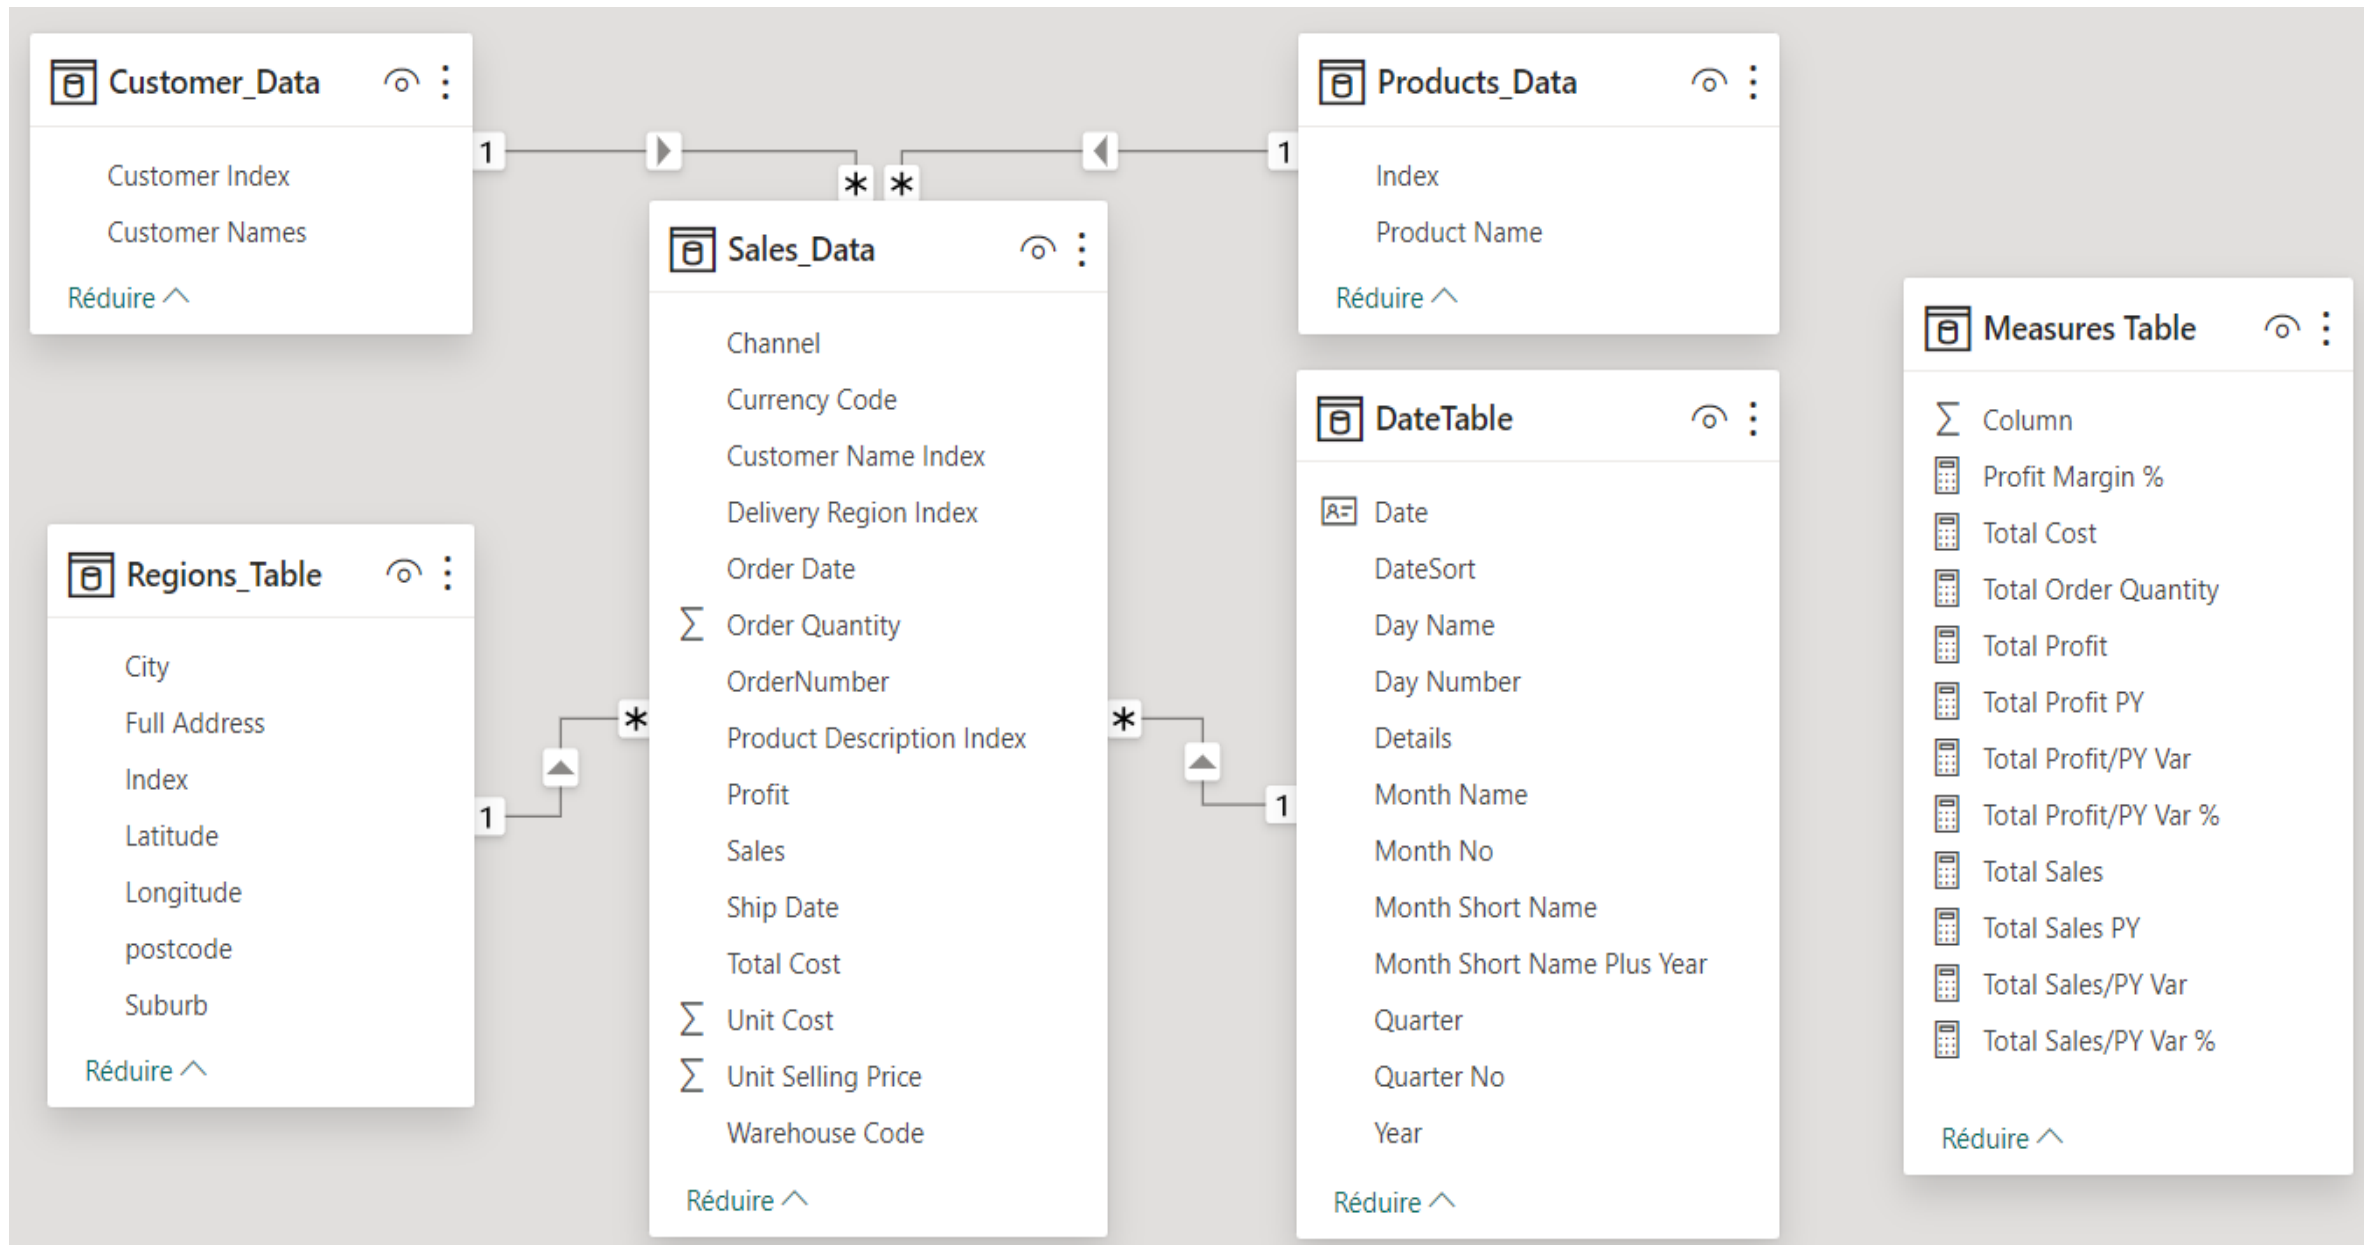 Customer_Data
Customer Index
Customer Names
Réduire
1
*
Products_Data
Index
Product Name
Réduire
1
*
Sales_Data
Channel
Currency Code
Customer Name Index
Delivery Region Index
Order Date
Order Quantity
OrderNumber
Product Description Index
Profit
Sales
Ship Date
Total Cost
Unit Cost
Unit Selling Price
Warehouse Code
Réduire
Regions_Table
City
Full Address
Index
Latitude
Longitude
postcode
Suburb
Réduire
1
*
DateTable
Date
DateSort
Day Name
Day Number
Details
Month Name
Month No
Month Short Name
Month Short Name Plus Year
Quarter
Quarter No
Year
Réduire
1
*
Measures Table
Σ Column
Profit Margin %
Total Cost
Total Order Quantity
Total Profit
Total Profit PY
Total Profit/PY Var
Total Profit/PY Var %
Total Sales
Total Sales PY
Total Sales/PY Var
Total Sales/PY Var %
Réduire